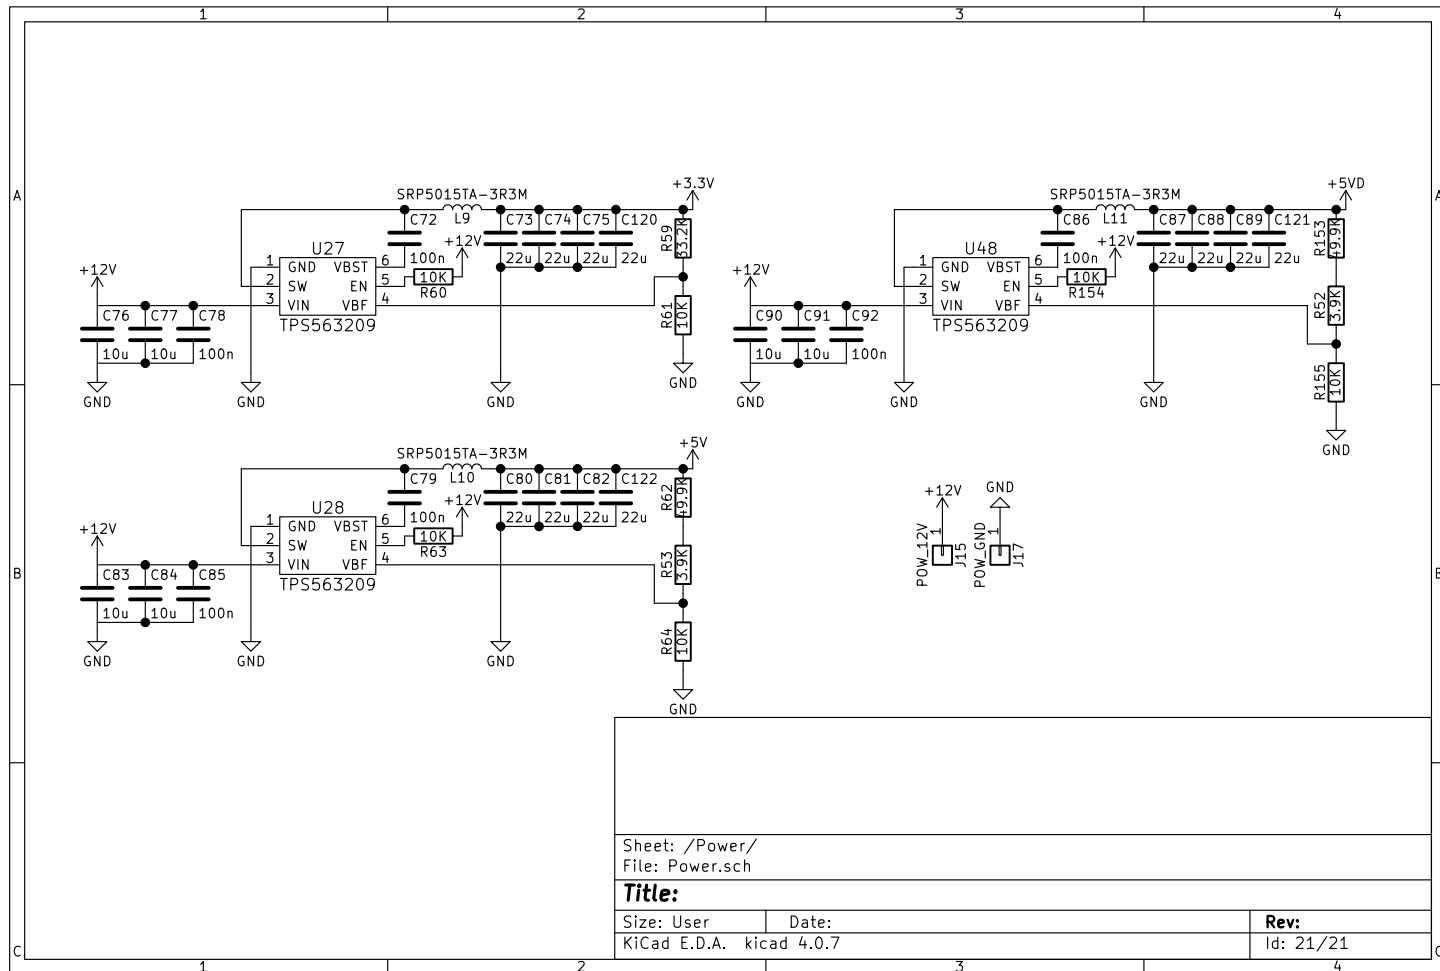 1 2 3 4
A A
+3.3V
+5VD
SRP5015TA-3R3M
L9
C72
100n
+12V
C73 C74 C75 C120
22u 22u 22u 22u
R59
33.2K
U27
1 GND VBST 6
2 SW EN 5
3 VIN VBF 4
TPS563209
10K
R60
R61
10K
+12V
C76 C77 C78
10u 10u 100n
GND GND GND GND
SRP5015TA-3R3M
L11
C86
100n
+12V
C87 C88 C89 C121
22u 22u 22u 22u
R153
49.9K
U48
1 GND VBST 6
2 SW EN 5
3 VIN VBF 4
TPS563209
10K
R154
R52
3.9K
R155
10K
+12V
C90 C91 C92
10u 10u 100n
GND GND GND GND
+5V
SRP5015TA-3R3M
L10
C79
100n
+12V
C80 C81 C82 C122
22u 22u 22u 22u
R62
49.9K
U28
1 GND VBST 6
2 SW EN 5
3 VIN VBF 4
TPS563209
10K
R63
R53
3.9K
R64
10K
+12V
C83 C84 C85
10u 10u 100n
GND GND GND GND
+12V
POW_12V
1
J15
GND
POW_GND
1
J17
B B
Sheet: /Power/
File: Power.sch
Title:
Size: User Date: Rev:
KiCad E.D.A. kicad 4.0.7 Id: 21/21
C C
1 2 3 4